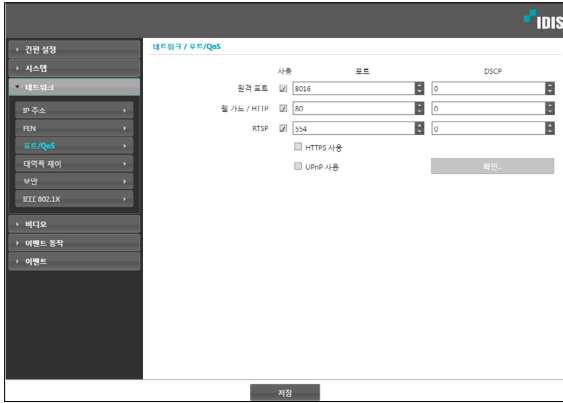 IDIS
간편 설정
시스템
네트워크
IP 주소
FEN
포트/QoS
대역폭 제어
보안
IEEE 802.1X
비디오
이벤트 동작
이벤트
네트워크 / 포트/QoS
사용 포트 DSCP
원격 포트 8016 0
웹 가드 / HTTP 80 0
RTSP 554 0
HTTPS 사용
UPnP 사용 확인...
저장